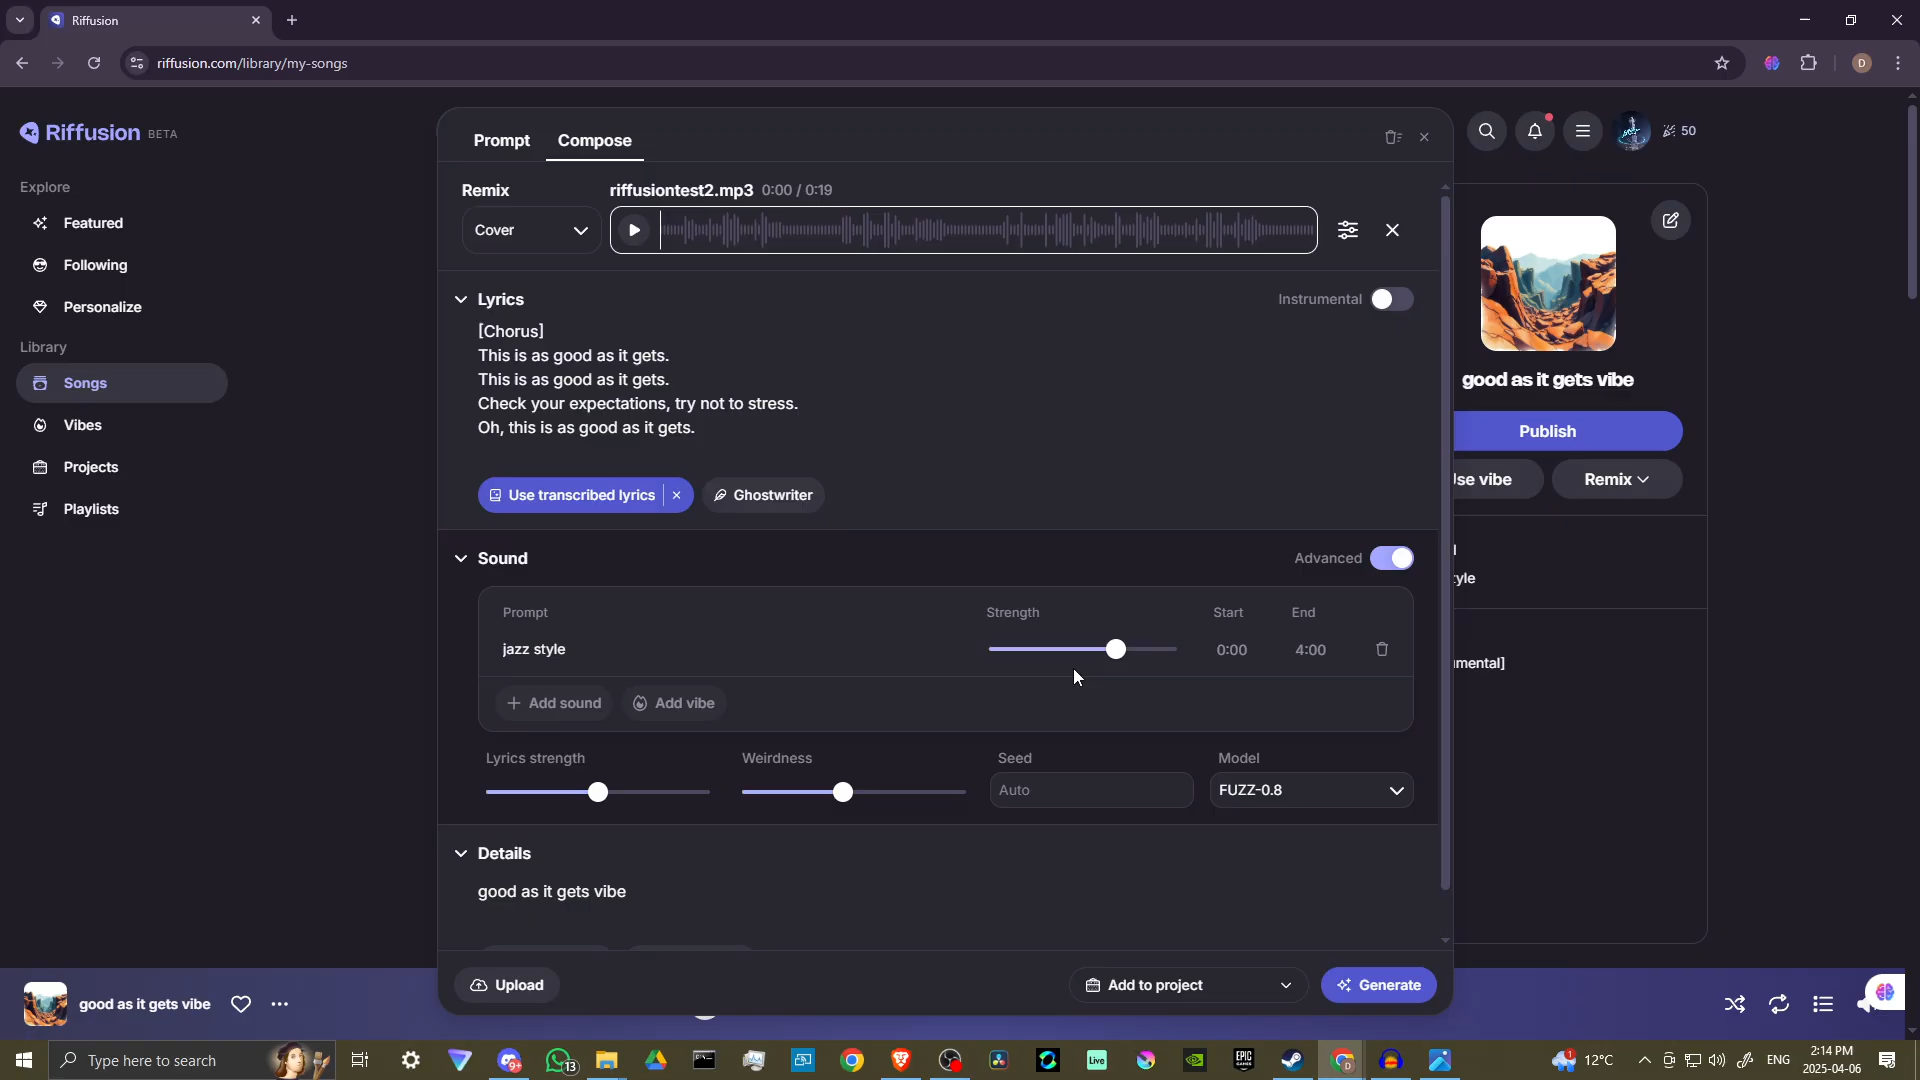 Riffusion
riffusion.com/library/my-songs
D
Riffusion BETA
Prompt
Compose
50
Explore
Featured
Following
Personalize
Library
Songs
Vibes
Projects
Playlists
Remix
riffusiontest2.mp3 0:00 / 0:19
Cover
Lyrics
Instrumental
[Chorus]
This is as good as it gets.
This is as good as it gets.
Check your expectations, try not to stress.
Oh, this is as good as it gets.
Use transcribed lyrics
Ghostwriter
Sound
Advanced
Prompt Strength Start End
jazz style 0:00 4:00
Add sound
Add vibe
Lyrics strength Weirdness Seed Model
Auto FUZZ-0.8
Details
good as it gets vibe
Upload
Add to project
Generate
good as it gets vibe
Publish
se vibe
Remix
yle
mental]
good as it gets vibe
Type here to search
9+
13
Live
EPIC GAMES
D
1
12°C
ENG
2:14 PM
2025-04-06